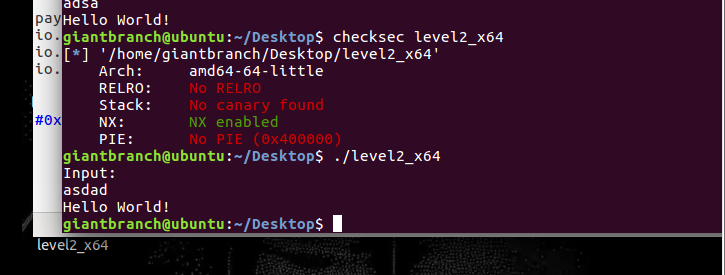 adsa
pay
Hello World!
io.
giantbranch@ubuntu:~/Desktop$ checksec level2_x64
io.
[*] '/home/giantbranch/Desktop/level2_x64'
io.
Arch: amd64-64-little
RELRO: No RELRO
Stack: No canary found
#0x
NX: NX enabled
PIE: No PIE (0x400000)
giantbranch@ubuntu:~/Desktop$ ./level2_x64
Input:
asdad
Hello World!
giantbranch@ubuntu:~/Desktop$
level2_x64